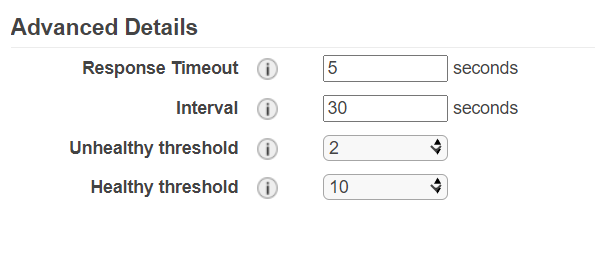 Advanced Details
Response Timeout i 5 seconds
Interval i 30 seconds
Unhealthy threshold i 2
Healthy threshold i 10